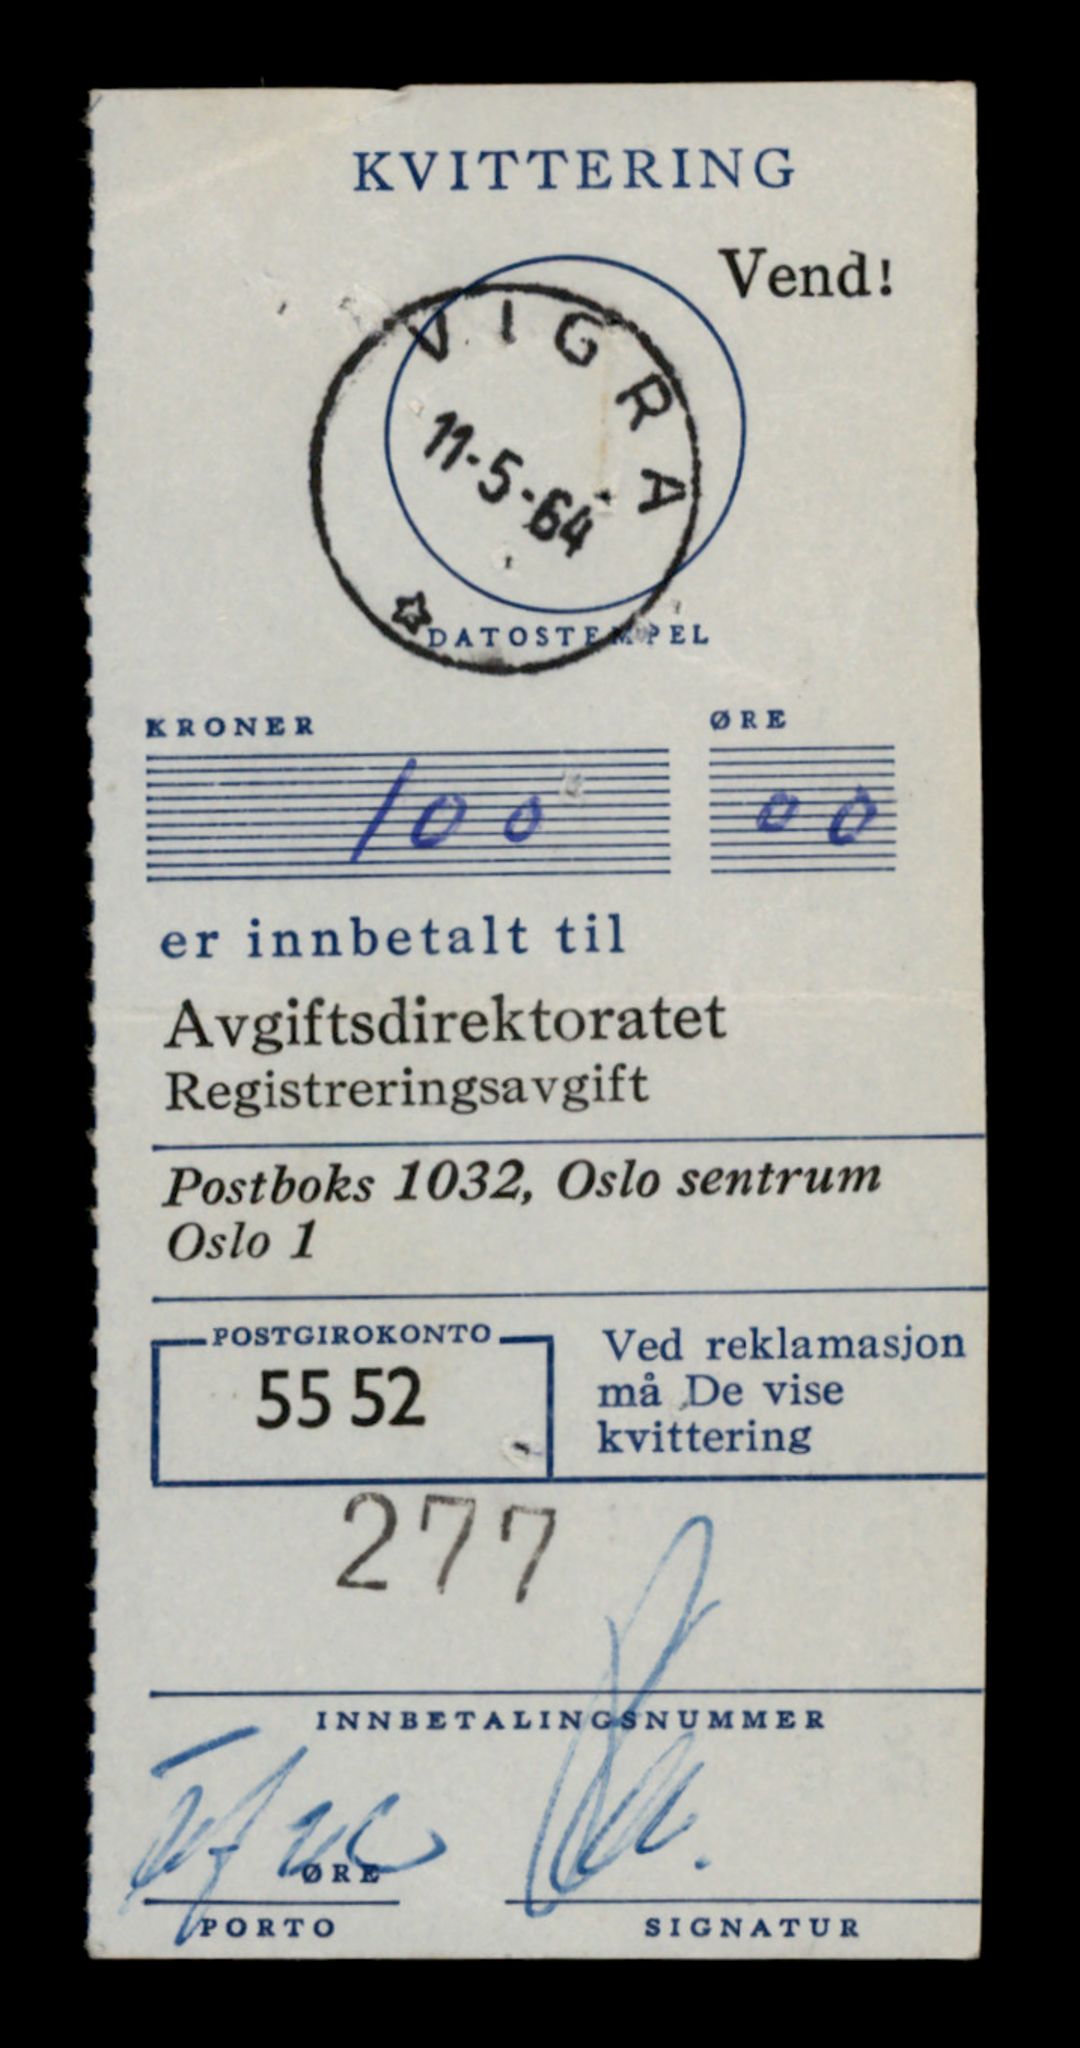 KVITTERING
Vend!
VIGRA
11-5-64
DATOSTEMPEL
KRONER ØRE
100 00
er innbetalt til
Avgiftsdirektoratet
Registreringsavgift
Postboks 1032, Oslo sentrum
Oslo 1
POSTGIROKONTO
55 52
Ved reklamasjon
må De vise
kvittering
277
INNBETALINGSNUMMER
ØRE
PORTO SIGNATUR